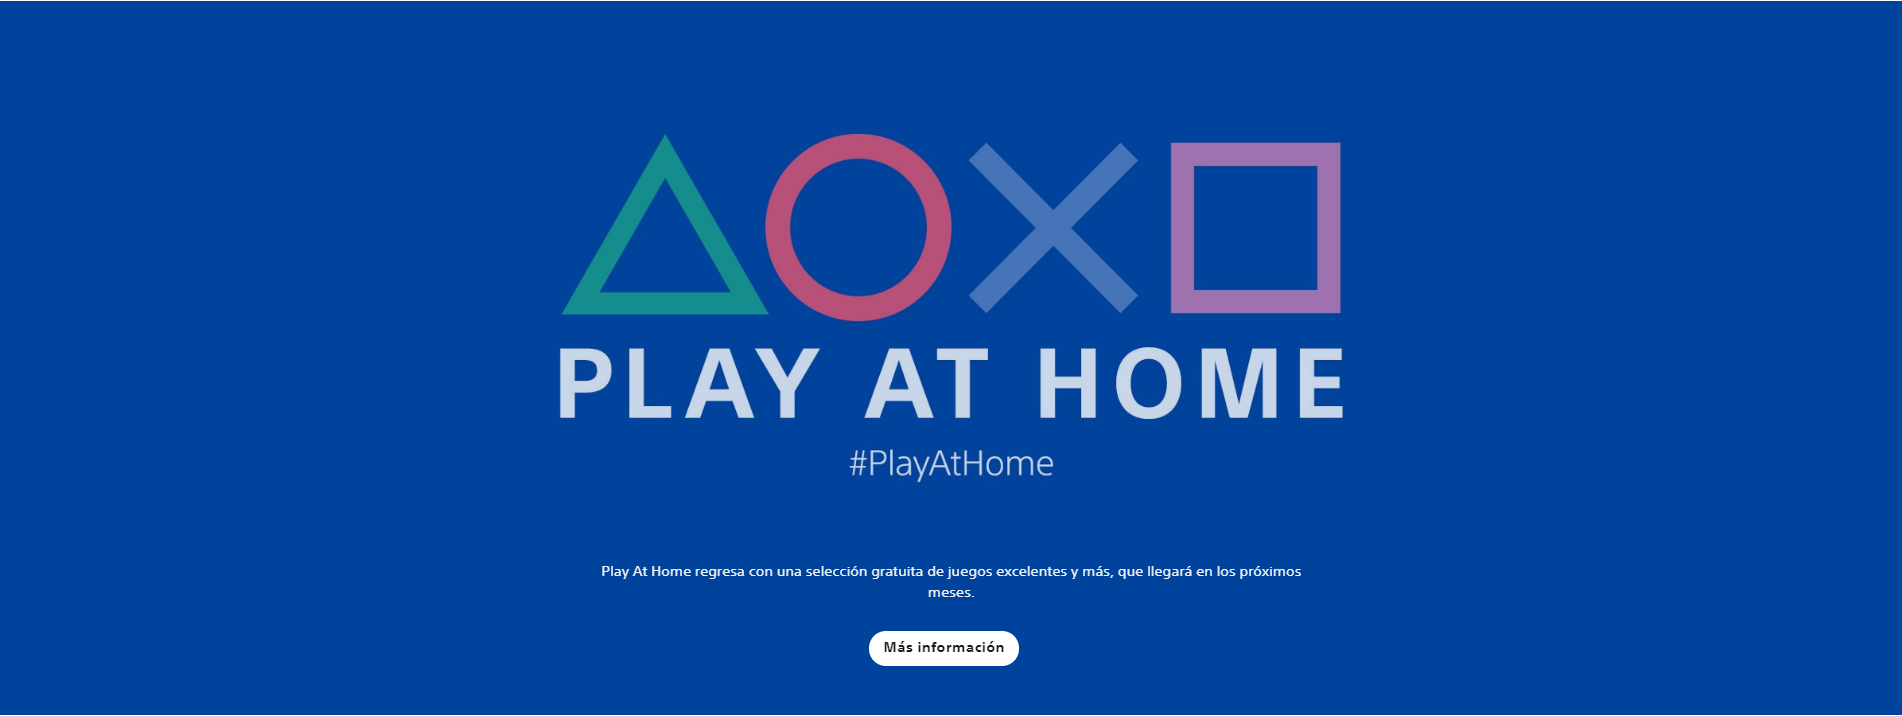 PLAY AT HOME
#PlayAtHome
Play At Home regresa con una selección gratuita de juegos excelentes y más, que llegará en los próximos
meses.
Más información